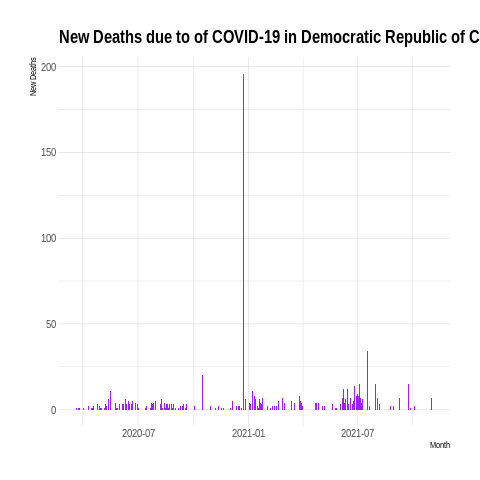 New Deaths due to of COVID-19 in Democratic Republic of C
New Deaths
200
150
100
50
0
2020-07 2021-01 2021-07
Month